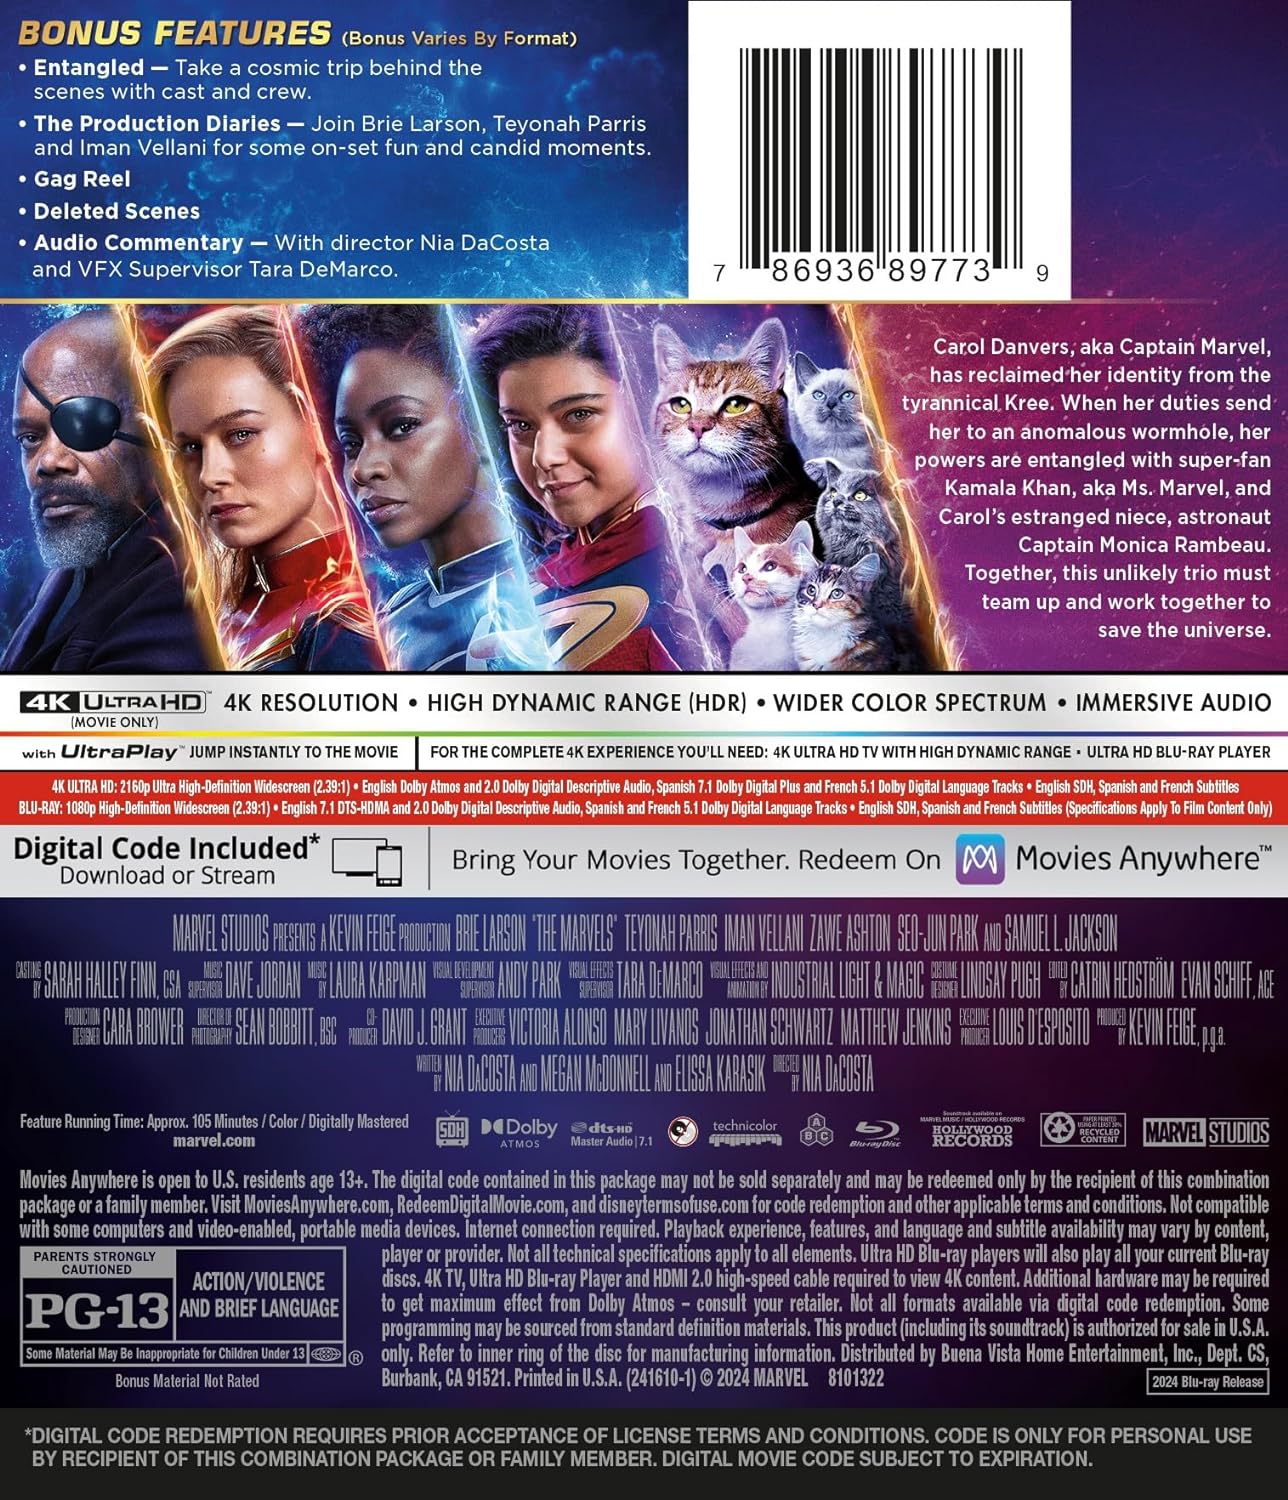 BONUS FEATURES (Bonus Varies By Format)
• Entangled — Take a cosmic trip behind the
scenes with cast and crew.
• The Production Diaries — Join Brie Larson, Teyonah Parris
and Iman Vellani for some on-set fun and candid moments.
• Gag Reel
• Deleted Scenes
• Audio Commentary — With director Nia DaCosta
and VFX Supervisor Tara DeMarco.
7 86936 89773 9
Carol Danvers, aka Captain Marvel,
has reclaimed her identity from the
tyrannical Kree. When her duties send
her to an anomalous wormhole, her
powers are entangled with super-fan
Kamala Khan, aka Ms. Marvel, and
Carol's estranged niece, astronaut
Captain Monica Rambeau.
Together, this unlikely trio must
team up and work together to
save the universe.
4K ULTRA HD™ 4K RESOLUTION • HIGH DYNAMIC RANGE (HDR) • WIDER COLOR SPECTRUM • IMMERSIVE AUDIO
(MOVIE ONLY)
with UltraPlay™ JUMP INSTANTLY TO THE MOVIE FOR THE COMPLETE 4K EXPERIENCE YOU'LL NEED: 4K ULTRA HD TV WITH HIGH DYNAMIC RANGE • ULTRA HD BLU-RAY PLAYER
4K ULTRA HD: 2160p Ultra High-Definition Widescreen (2.39:1) • English Dolby Atmos and 2.0 Dolby Digital Descriptive Audio, Spanish 7.1 Dolby Digital Plus and French 5.1 Dolby Digital Language Tracks • English SDH, Spanish and French Subtitles
BLU-RAY: 1080p High-Definition Widescreen (2.39:1) • English 7.1 DTS-HDMA and 2.0 Dolby Digital Descriptive Audio, Spanish and French 5.1 Dolby Digital Language Tracks • English SDH, Spanish and French Subtitles (Specifications Apply To Film Content Only)
Digital Code Included*
Download or Stream
Bring Your Movies Together. Redeem On Movies Anywhere™
MARVEL STUDIOS PRESENTS A KEVIN FEIGE PRODUCTION BRIE LARSON "THE MARVELS" TEYONAH PARRIS IMAN VELLANI ZAWE ASHTON SEO-JUN PARK AND SAMUEL L. JACKSON
CASTING BY SARAH HALLEY FINN, CSA MUSIC SUPERVISOR DAVE JORDAN MUSIC BY LAURA KARPMAN VISUAL DEVELOPMENT SUPERVISOR ANDY PARK VISUAL EFFECTS SUPERVISOR TARA DeMARCO VISUAL EFFECTS AND ANIMATION BY INDUSTRIAL LIGHT & MAGIC COSTUME DESIGNER LINDSAY PUGH EDITED BY CATRIN HEDSTRÖM EVAN SCHIFF, ACE
PRODUCTION DESIGNER CARA BROWER DIRECTOR OF PHOTOGRAPHY SEAN BOBBITT, BSC CO-PRODUCER DAVID J. GRANT EXECUTIVE PRODUCERS VICTORIA ALONSO MARY LIVANOS JONATHAN SCHWARTZ MATTHEW JENKINS EXECUTIVE PRODUCER LOUIS D'ESPOSITO PRODUCED BY KEVIN FEIGE, p.g.a.
WRITTEN BY NIA DaCOSTA AND MEGAN McDONNELL AND ELISSA KARASIK DIRECTED BY NIA DaCOSTA
Feature Running Time: Approx. 105 Minutes / Color / Digitally Mastered
marvel.com
SDH
Dolby
ATMOS
dts-HD
Master Audio | 7.1
technicolor
A B C
Blu-ray Disc
Soundtrack available on
MARVEL MUSIC / HOLLYWOOD RECORDS
HOLLYWOOD
RECORDS
PAPER PRINTED
USING AT LEAST 30%
RECYCLED
CONTENT
MARVEL STUDIOS
Movies Anywhere is open to U.S. residents age 13+. The digital code contained in this package may not be sold separately and may be redeemed only by the recipient of this combination
package or a family member. Visit MoviesAnywhere.com, RedeemDigitalMovie.com, and disneytermsofuse.com for code redemption and other applicable terms and conditions. Not compatible
with some computers and video-enabled, portable media devices. Internet connection required. Playback experience, features, and language and subtitle availability may vary by content,
player or provider. Not all technical specifications apply to all elements. Ultra HD Blu-ray players will also play all your current Blu-ray
discs. 4K TV, Ultra HD Blu-ray Player and HDMI 2.0 high-speed cable required to view 4K content. Additional hardware may be required
to get maximum effect from Dolby Atmos – consult your retailer. Not all formats available via digital code redemption. Some
programming may be sourced from standard definition materials. This product (including its soundtrack) is authorized for sale in U.S.A.
only. Refer to inner ring of the disc for manufacturing information. Distributed by Buena Vista Home Entertainment, Inc., Dept. CS,
Burbank, CA 91521. Printed in U.S.A. (241610-1) © 2024 MARVEL 8101322
2024 Blu-ray Release
PARENTS STRONGLY
CAUTIONED
PG-13
ACTION/VIOLENCE
AND BRIEF LANGUAGE
Some Material May Be Inappropriate for Children Under 13 ®
Bonus Material Not Rated
*DIGITAL CODE REDEMPTION REQUIRES PRIOR ACCEPTANCE OF LICENSE TERMS AND CONDITIONS. CODE IS ONLY FOR PERSONAL USE
BY RECIPIENT OF THIS COMBINATION PACKAGE OR FAMILY MEMBER. DIGITAL MOVIE CODE SUBJECT TO EXPIRATION.